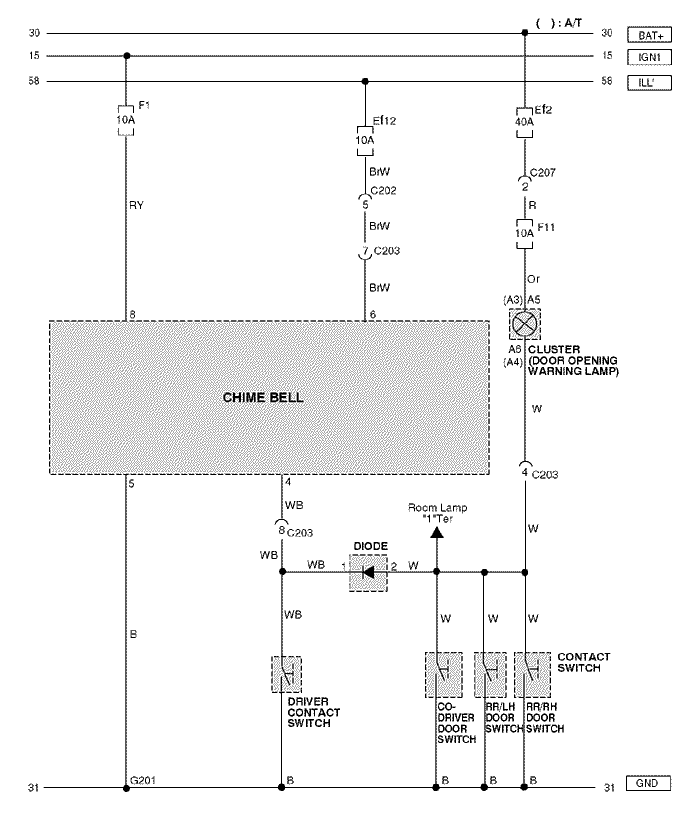 ( ) : A/T
30 30 BAT+
15 15 IGN1
58 58 ILL'
F1
10A
Ef12
10A
Ef2
40A
BrW
C202
5
C207
2
RY
BrW
R
F11
10A
7 C203
BrW
Or
(A3) A5
8
6
A6
(A4)
CLUSTER
(DOOR OPENING
WARNING LAMP)
CHIME BELL
W
4 C203
5
4
WB
8 C203
Room Lamp
"1"Ter
W
WB
DIODE
WB 1 2 W
WB
W
W
W
B
CONTACT
SWITCH
DRIVER
CONTACT
SWITCH
CO-
DRIVER
DOOR
SWITCH
RR/LH
DOOR
SWITCH
RR/RH
DOOR
SWITCH
G201
B
B
B
B
31 31 GND